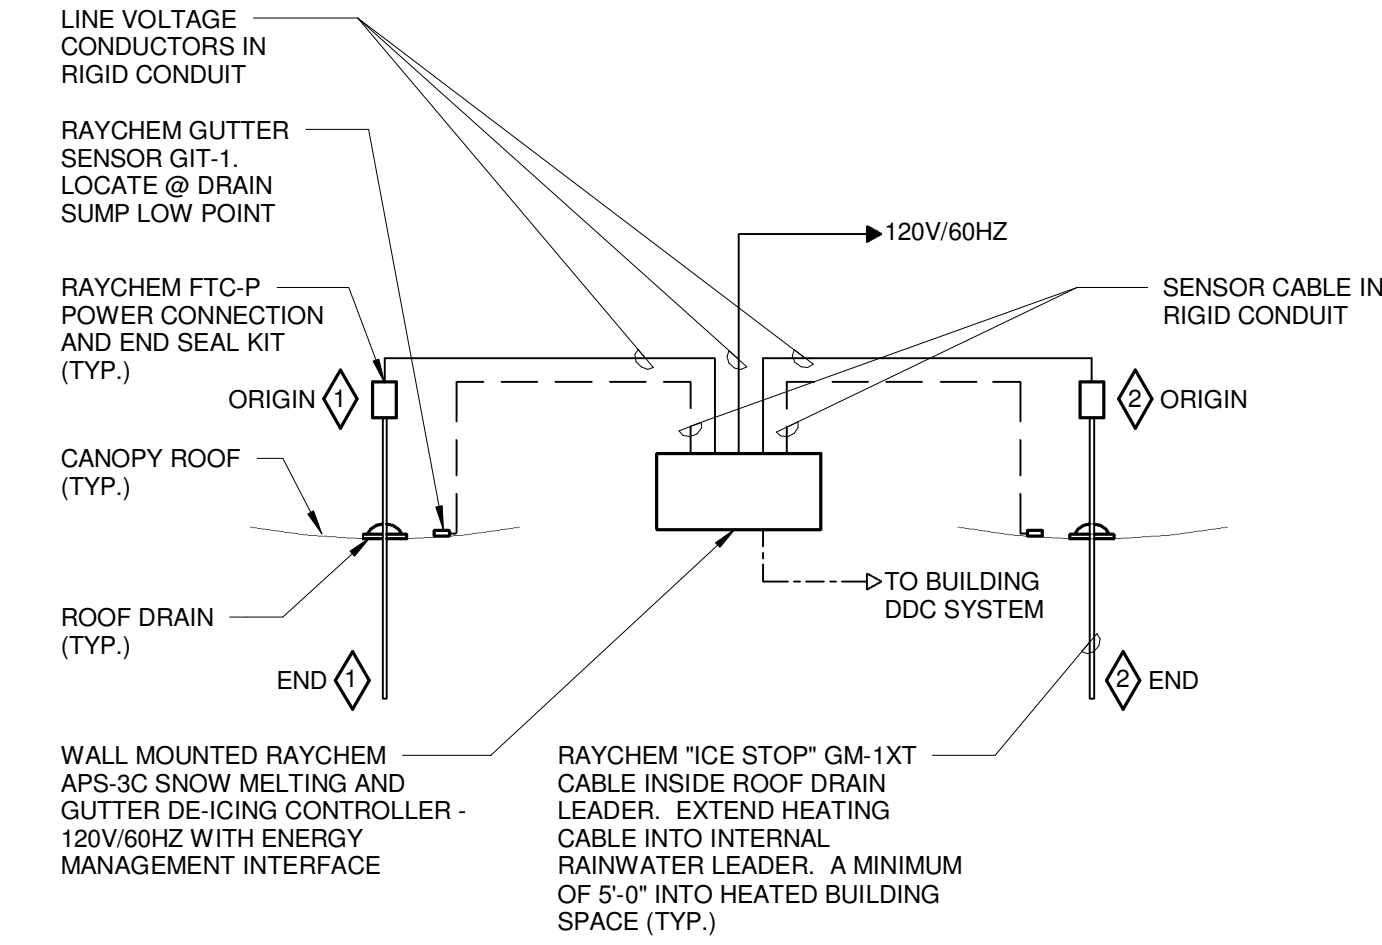 LINE VOLTAGE
CONDUCTORS IN
RIGID CONDUIT
RAYCHEM GUTTER
SENSOR GIT-1.
LOCATE @ DRAIN
SUMP LOW POINT
120V/60HZ
RAYCHEM FTC-P
POWER CONNECTION
AND END SEAL KIT
(TYP.)
SENSOR CABLE IN
RIGID CONDUIT
ORIGIN 1
2 ORIGIN
CANOPY ROOF
(TYP.)
TO BUILDING
DDC SYSTEM
ROOF DRAIN
(TYP.)
END 1
2 END
WALL MOUNTED RAYCHEM
APS-3C SNOW MELTING AND
GUTTER DE-ICING CONTROLLER -
120V/60HZ WITH ENERGY
MANAGEMENT INTERFACE
RAYCHEM "ICE STOP" GM-1XT
CABLE INSIDE ROOF DRAIN
LEADER. EXTEND HEATING
CABLE INTO INTERNAL
RAINWATER LEADER. A MINIMUM
OF 5'-0" INTO HEATED BUILDING
SPACE (TYP.)